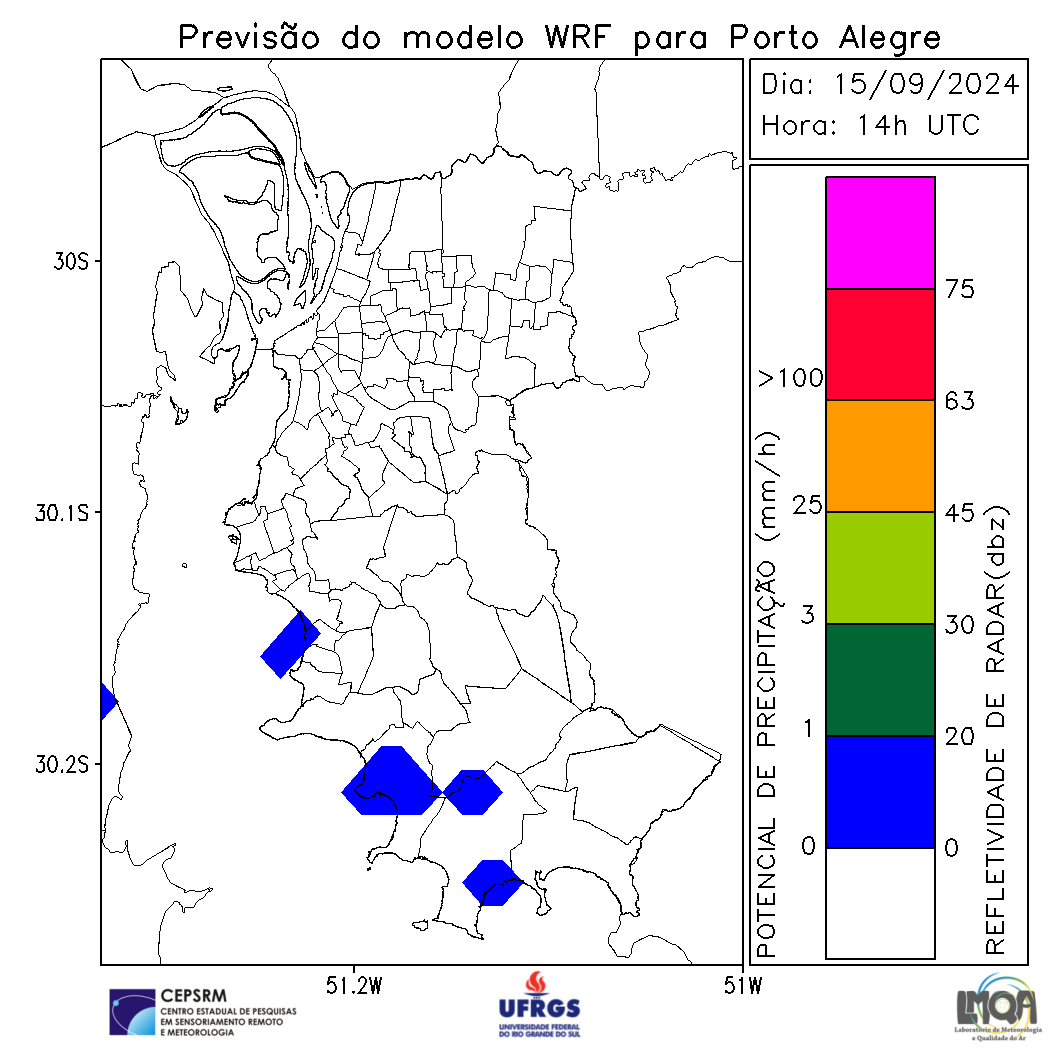 Previsão do modelo WRF para Porto Alegre
Dia: 15/09/2024
Hora: 14h UTC
30S
30.1S
30.2S
51.2W
51W
POTENCIAL DE PRECIPITAÇÃO (mm/h)
>100
25
3
1
0
75
63
45
30
20
0
REFLETIVIDADE DE RADAR(dbz)
CEPSRM
CENTRO ESTADUAL DE PESQUISAS
EM SENSORIAMENTO REMOTO
E METEOROLOGIA
UFRGS
UNIVERSIDADE FEDERAL
DO RIO GRANDE DO SUL
LMQA
Laboratório de Meteorologia
e Qualidade do Ar